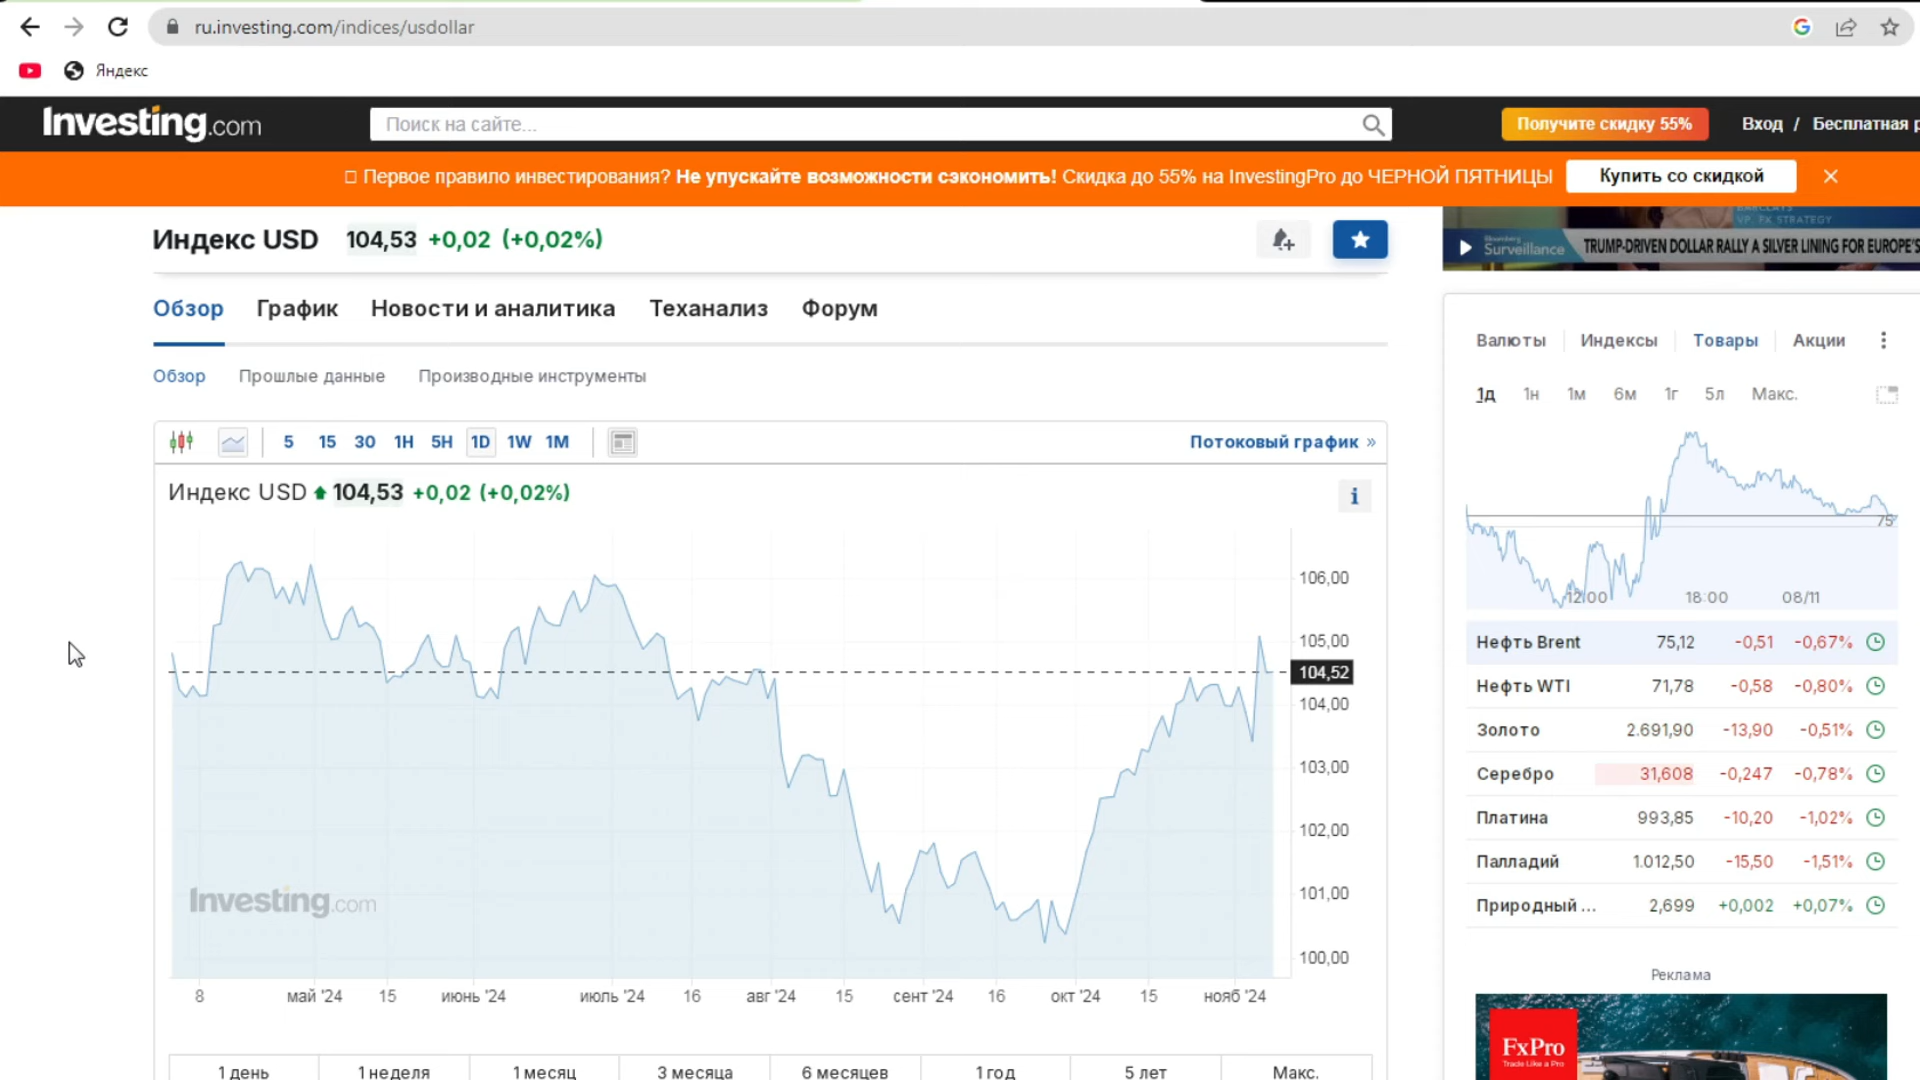 ru.investing.com/indices/usdollar
Яндекс
Investing.com
Поиск на сайте...
Получите скидку 55%
Вход / Бесплатная
Первое правило инвестирования? Не упускайте возможности сэкономить! Скидка до 55% на InvestingPro до ЧЕРНОЙ ПЯТНИЦЫ
Купить со скидкой
Индекс USD 104,53 +0,02 (+0,02%)
BARCLAYS
VP, FX STRATEGY
Bloomberg
Surveillance
TRUMP-DRIVEN DOLLAR RALLY A SILVER LINING FOR EUROPE'S
Обзор График Новости и аналитика Теханализ Форум
Обзор Прошлые данные Производные инструменты
5 15 30 1H 5H 1D 1W 1M
Потоковый график »
Индекс USD 104,53 +0,02 (+0,02%)
i
106,00
105,00
104,52
104,00
103,00
102,00
101,00
100,00
Investing.com
8 май '24 15 июнь '24 июль '24 16 авг '24 15 сент '24 16 окт '24 15 нояб '24
1 день 1 неделя 1 месяц 3 месяца 6 месяцев 1 год 5 лет Макс.
Валюты Индексы Товары Акции
1д 1н 1м 6м 1г 5л Макс.
75
12:00 18:00 08/11
Нефть Brent 75,12 -0,51 -0,67%
Нефть WTI 71,78 -0,58 -0,80%
Золото 2.691,90 -13,90 -0,51%
Серебро 31,608 -0,247 -0,78%
Платина 993,85 -10,20 -1,02%
Палладий 1.012,50 -15,50 -1,51%
Природный ... 2,699 +0,002 +0,07%
Реклама
FxPro
Trade Like a Pro